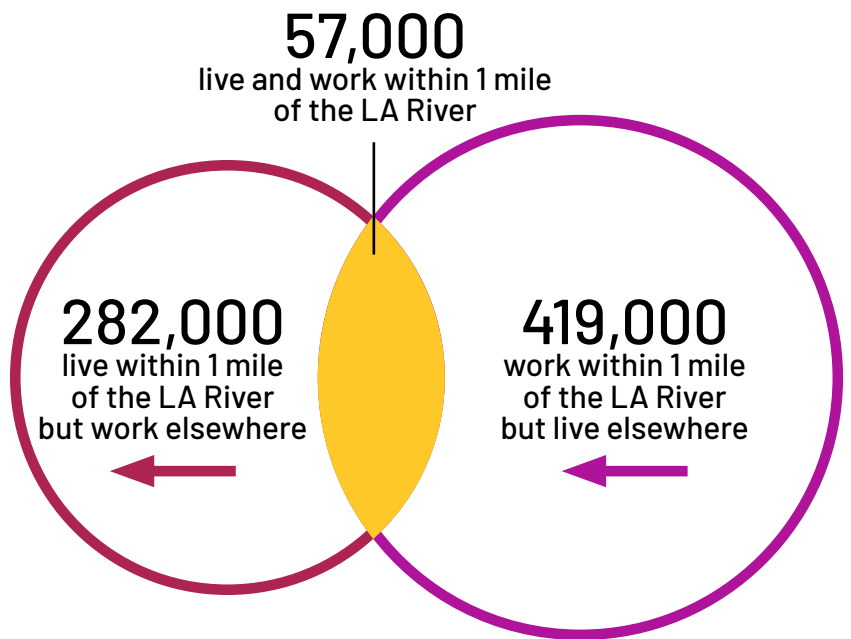 57,000
live and work within 1 mile
of the LA River
282,000
live within 1 mile
of the LA River
but work elsewhere
419,000
work within 1 mile
of the LA River
but live elsewhere